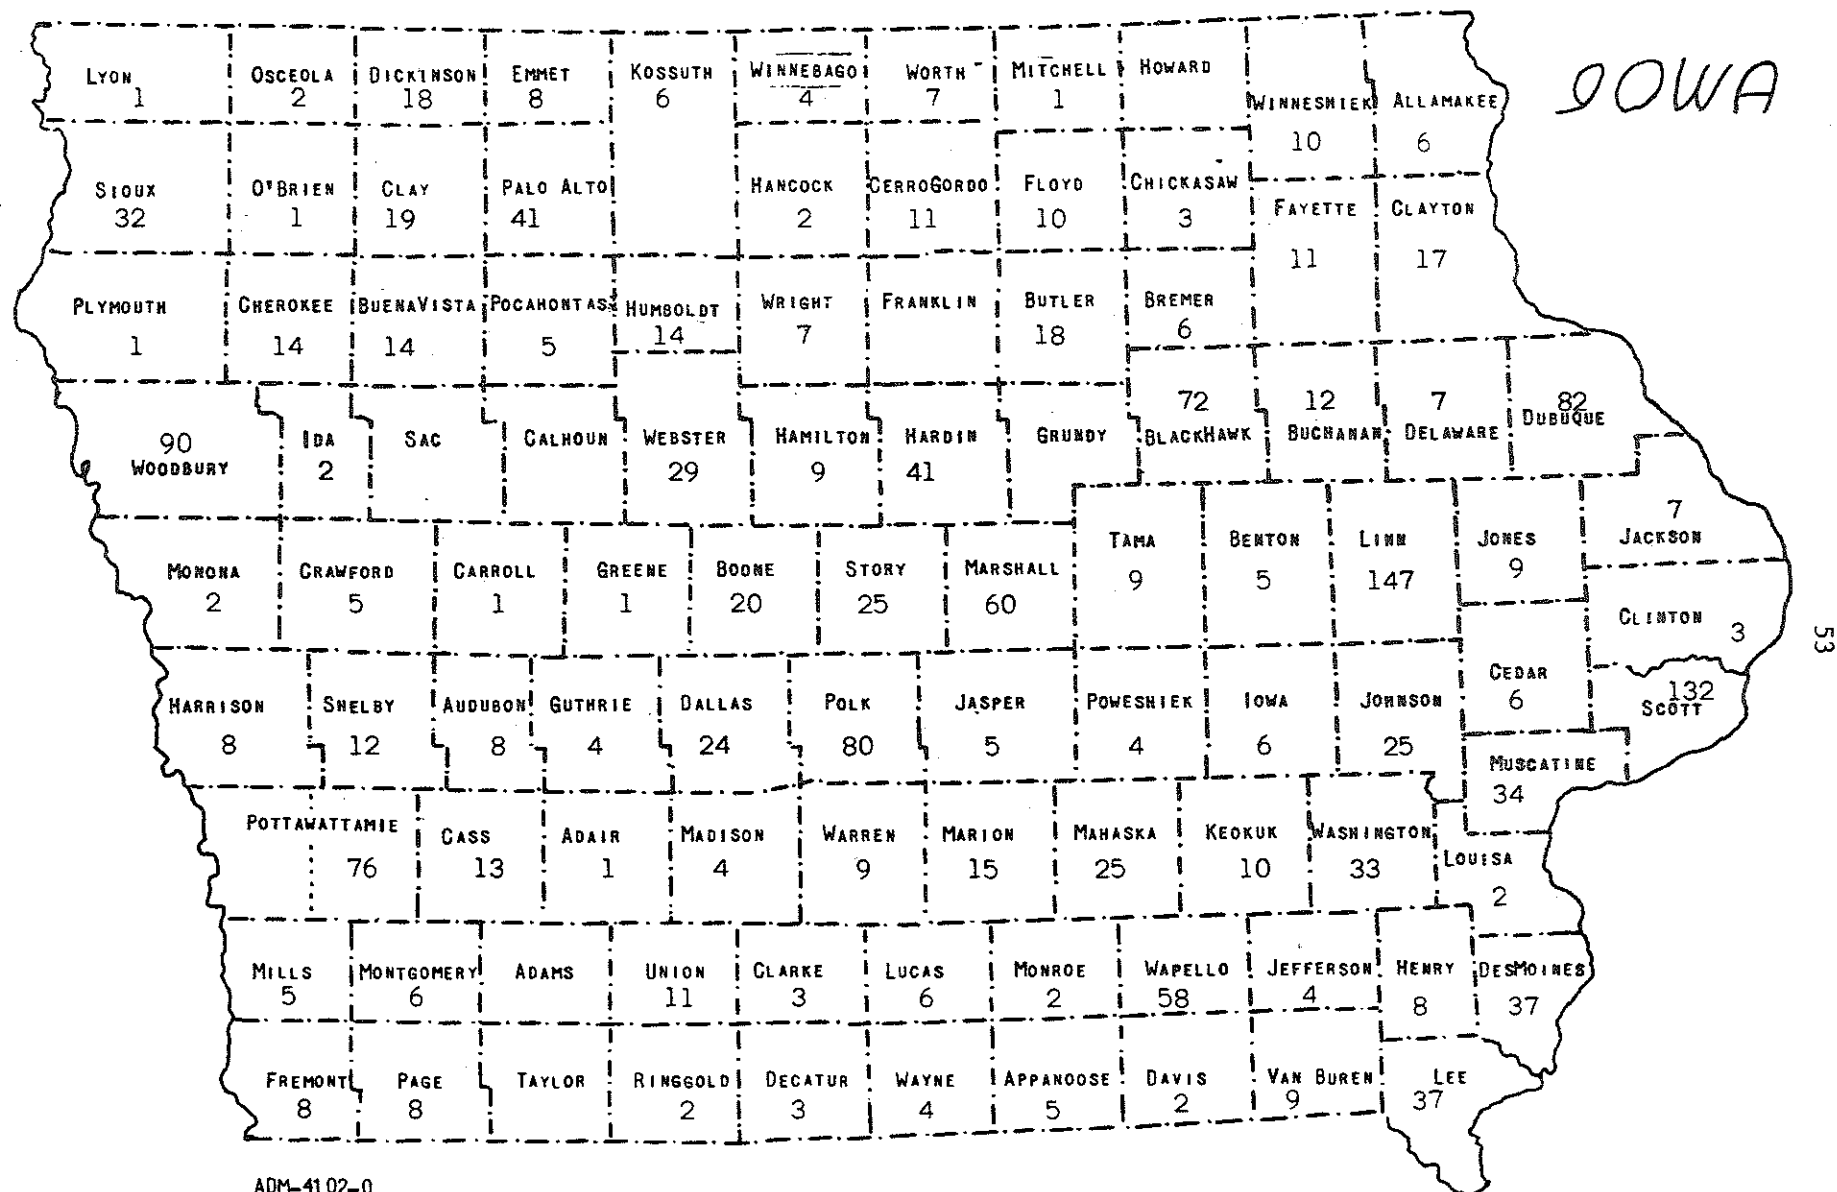 IOWA
LYON OSCEOLA DICKINSON EMMET KOSSUTH WINNEBAGO WORTH MITCHELL HOWARD
1 2 18 8 6 4 7 1
WINNESHIEK ALLAMAKEE
10 6
SIOUX O'BRIEN CLAY PALO ALTO HANCOCK CERROGORDO FLOYD CHICKASAW
32 1 19 41 2 11 10 3
FAYETTE CLAYTON
11 17
PLYMOUTH CHEROKEE BUENAVISTA POCAHONTAS HUMBOLDT WRIGHT FRANKLIN BUTLER BREMER
1 14 14 5 14 7 18 6
72 12 7 82
BLACKHAWK BUCHANAN DELAWARE DUBUQUE
90
WOODBURY IDA SAC CALHOUN WEBSTER HAMILTON HARDIN GRUNDY
2 29 9 41
7
JACKSON
TAMA BENTON LINN JONES
9 5 147 9
MONONA CRAWFORD CARROLL GREENE BOONE STORY MARSHALL
2 5 1 1 20 25 60
CLINTON 3
53
CEDAR 132
6 SCOTT
HARRISON SHELBY AUDUBON GUTHRIE DALLAS POLK JASPER POWESHIEK IOWA JOHNSON
8 12 8 4 24 80 5 4 6 25
MUSCATINE
34
POTTAWATTAMIE CASS ADAIR MADISON WARREN MARION MAHASKA KEOKUK WASHINGTON
76 13 1 4 9 15 25 10 33
LOUISA
2
MILLS MONTGOMERY ADAMS UNION CLARKE LUCAS MONROE WAPELLO JEFFERSON HENRY DESMOINES
5 6 11 3 6 2 58 4 8 37
FREMONT PAGE TAYLOR RINGGOLD DECATUR WAYNE APPANOOSE DAVIS VAN BUREN LEE
8 8 2 3 4 5 2 9 37
ADM-4102-0